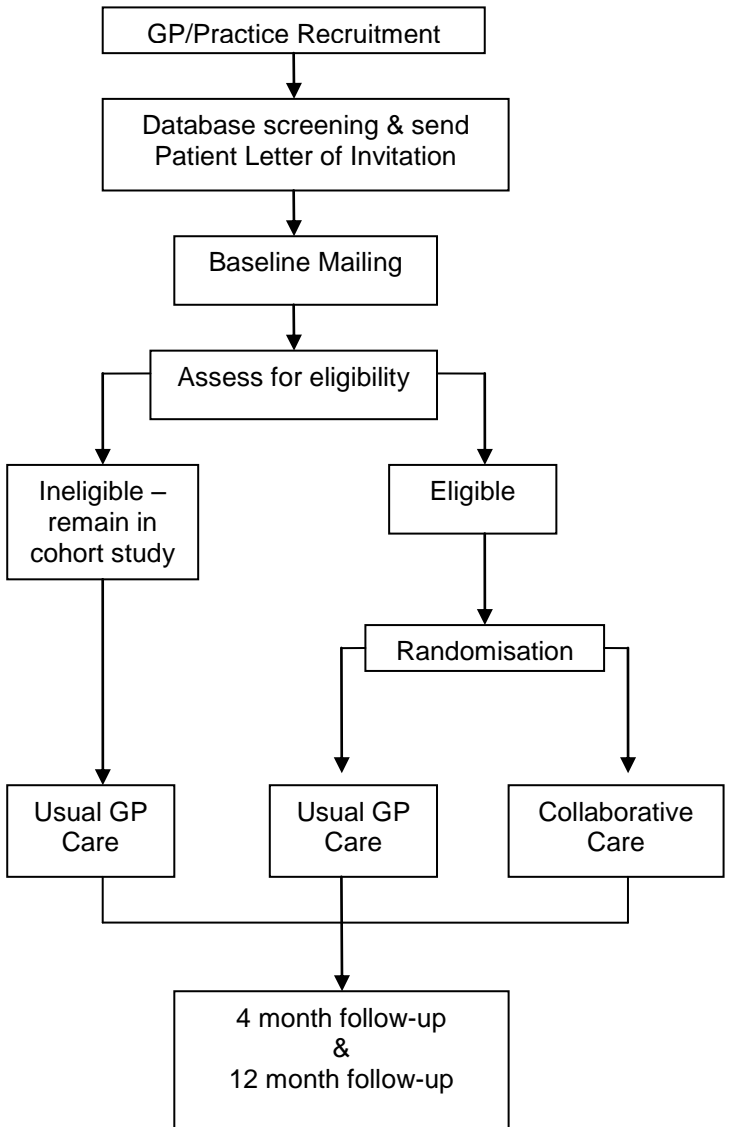 GP/Practice Recruitment
Database screening & send
Patient Letter of Invitation
Baseline Mailing
Assess for eligibility
Ineligible –
remain in
cohort study
Eligible
Randomisation
Usual GP
Care
Usual GP
Care
Collaborative
Care
4 month follow-up
&
12 month follow-up